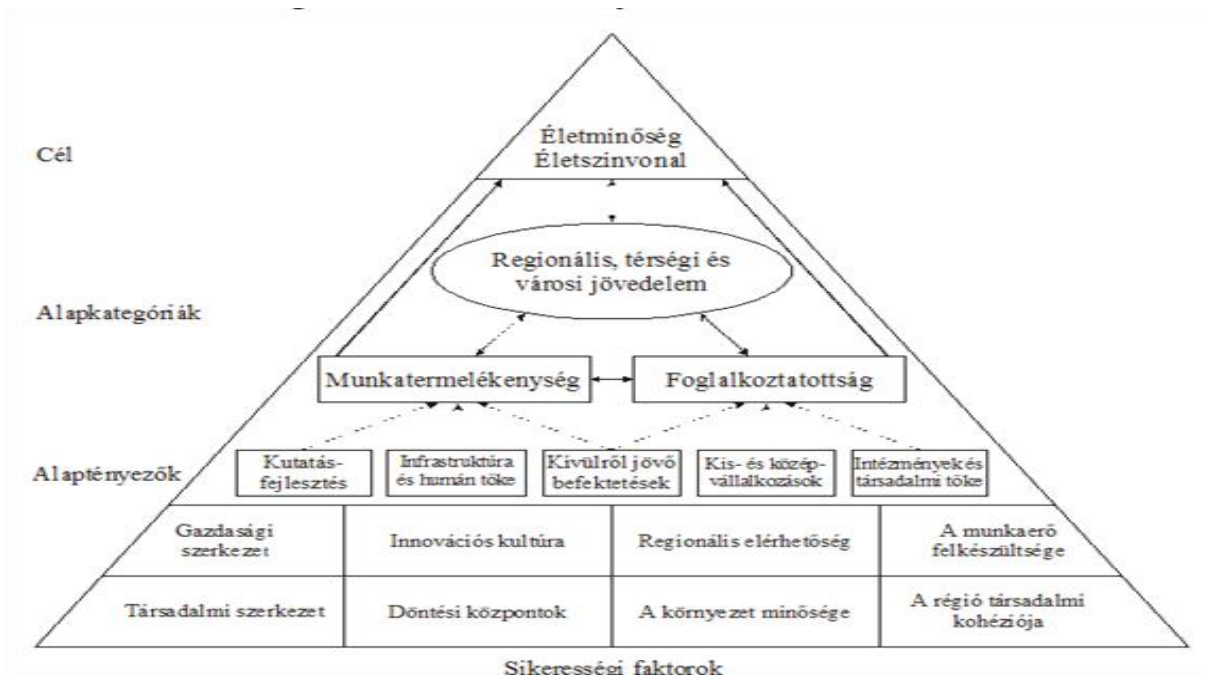 Életminőség
Életszinvonal
Cél
Regionális, térségi és
városi jövedelem
Alapkategóriák
Munkatermelékenység
Foglalkoztatottság
Alaptényezők
Kutatás-
fejlesztés
Infrastruktúra
és humán tőke
Kívülről jövő
befektetések
Kis- és közép-
vállalkozások
Intézmények és
társadalmi tőke
Gazdasági
szerkezet
Innovációs kultúra
Regionális elérhetőség
A munkaerő
felkészültsége
Társadalmi szerkezet
Döntési központok
A környezet minősége
A régió társadalmi
kohéziója
Sikerességi faktorok